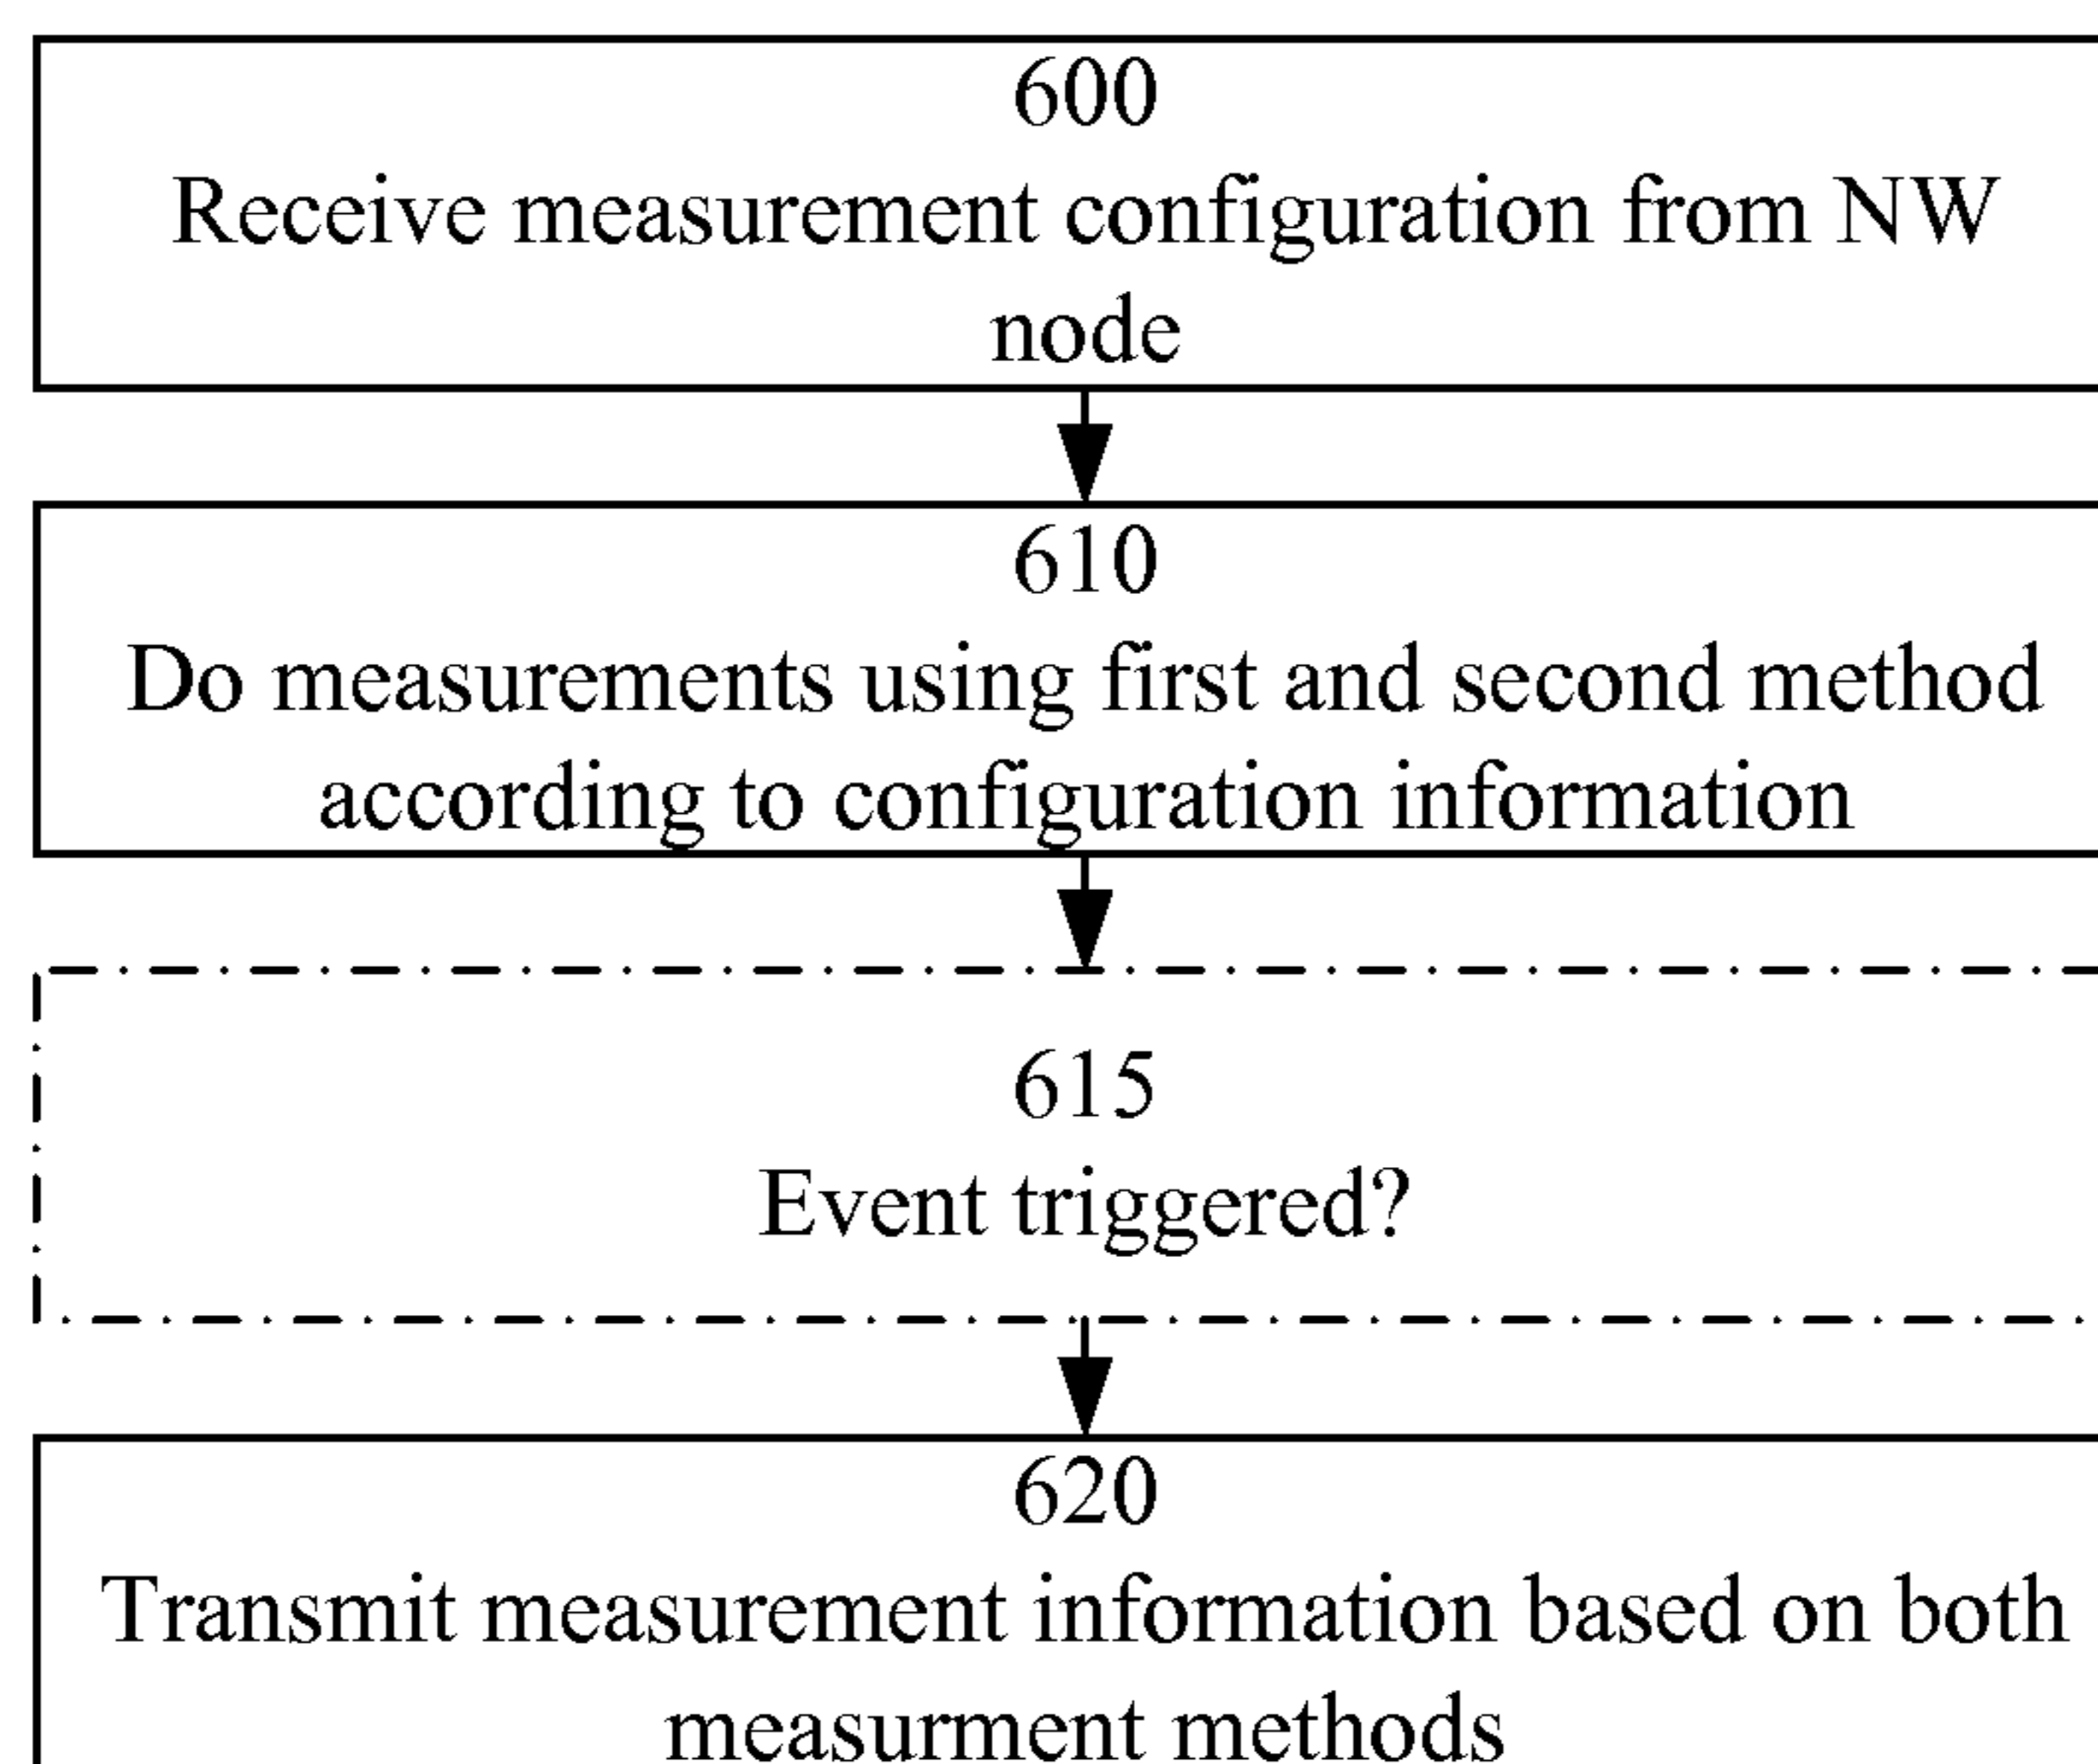 600
Receive measurement configuration from NW
node
610
Do measurements using first and second method
according to configuration information
615
Event triggered?
620
Transmit measurement information based on both
measurment methods